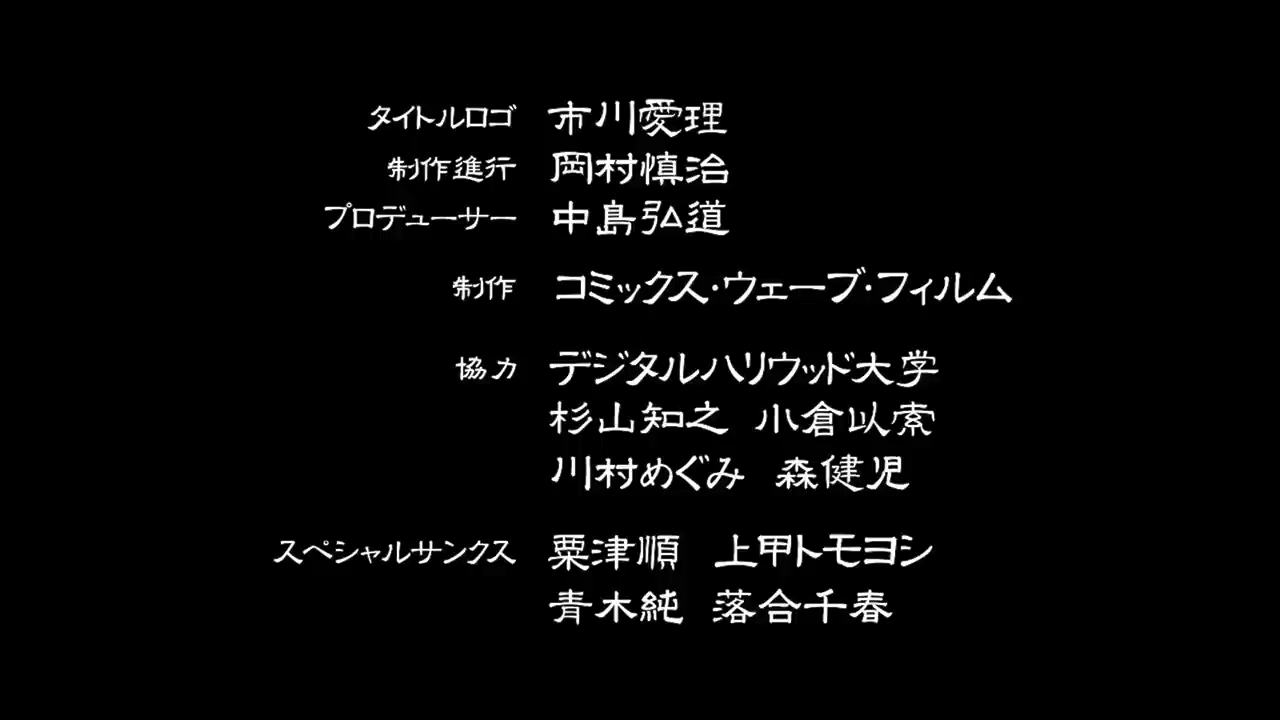 タイトルロゴ 市川愛理
制作進行 岡村慎治
プロデューサー 中島弘道
制作 コミックス・ウェーブ・フィルム
協力 デジタルハリウッド大学
杉山知之 小倉以索
川村めぐみ 森健児
スペシャルサンクス 粟津順 上甲トモヨシ
青木純 落合千春